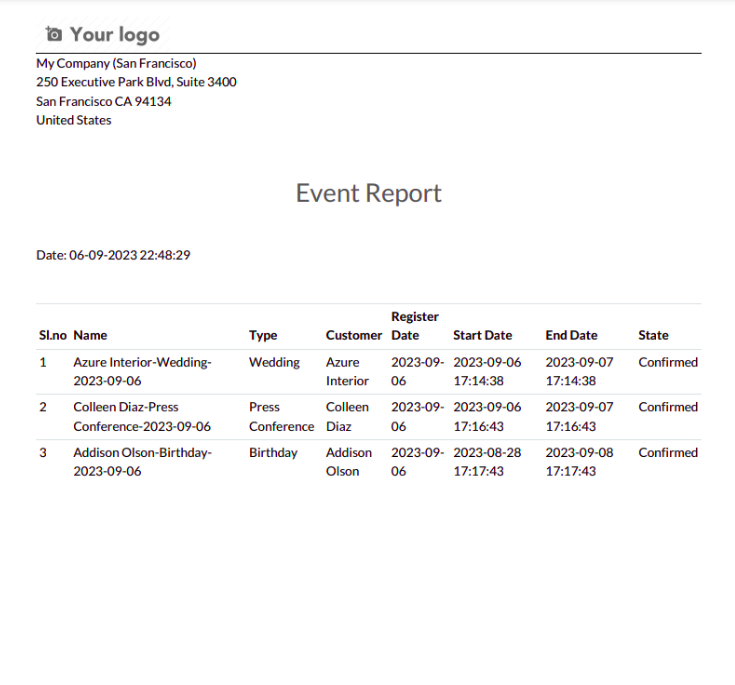 Your logo
My Company (San Francisco)
250 Executive Park Blvd, Suite 3400
San Francisco CA 94134
United States
Event Report
Date: 06-09-2023 22:48:29
Register
Sl.no Name Type Customer Date Start Date End Date State
1 Azure Interior-Wedding- Wedding Azure 2023-09- 2023-09-06 2023-09-07 Confirmed
2023-09-06 Interior 06 17:14:38 17:14:38
2 Colleen Diaz-Press Press Colleen 2023-09- 2023-09-06 2023-09-07 Confirmed
Conference-2023-09-06 Conference Diaz 06 17:16:43 17:16:43
3 Addison Olson-Birthday- Birthday Addison 2023-09- 2023-08-28 2023-09-08 Confirmed
2023-09-06 Olson 06 17:17:43 17:17:43